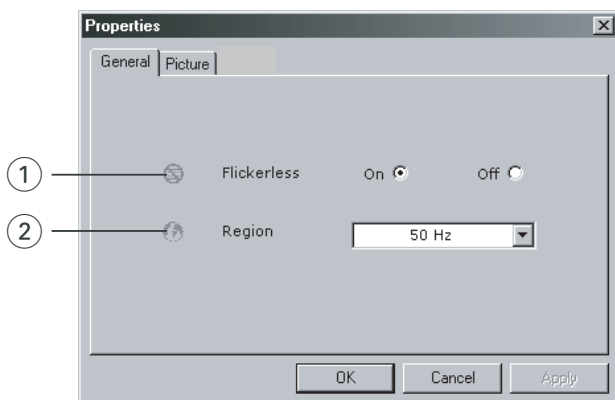 Properties
General Picture
1 Flickerless On Off
2 Region 50 Hz
OK Cancel Apply